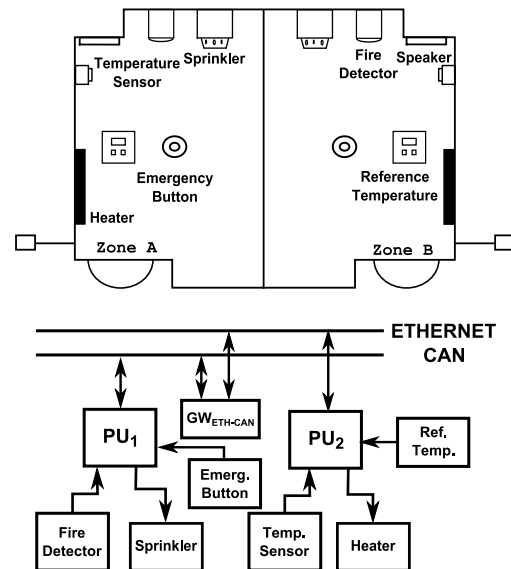 Temperature
Sensor
Sprinkler
Fire
Detector
Speaker
Emergency
Button
Reference
Temperature
Heater
Zone A
Zone B
ETHERNET
CAN
PU1
GWETH-CAN
PU2
Ref.
Temp.
Emerg.
Button
Fire
Detector
Sprinkler
Temp.
Sensor
Heater